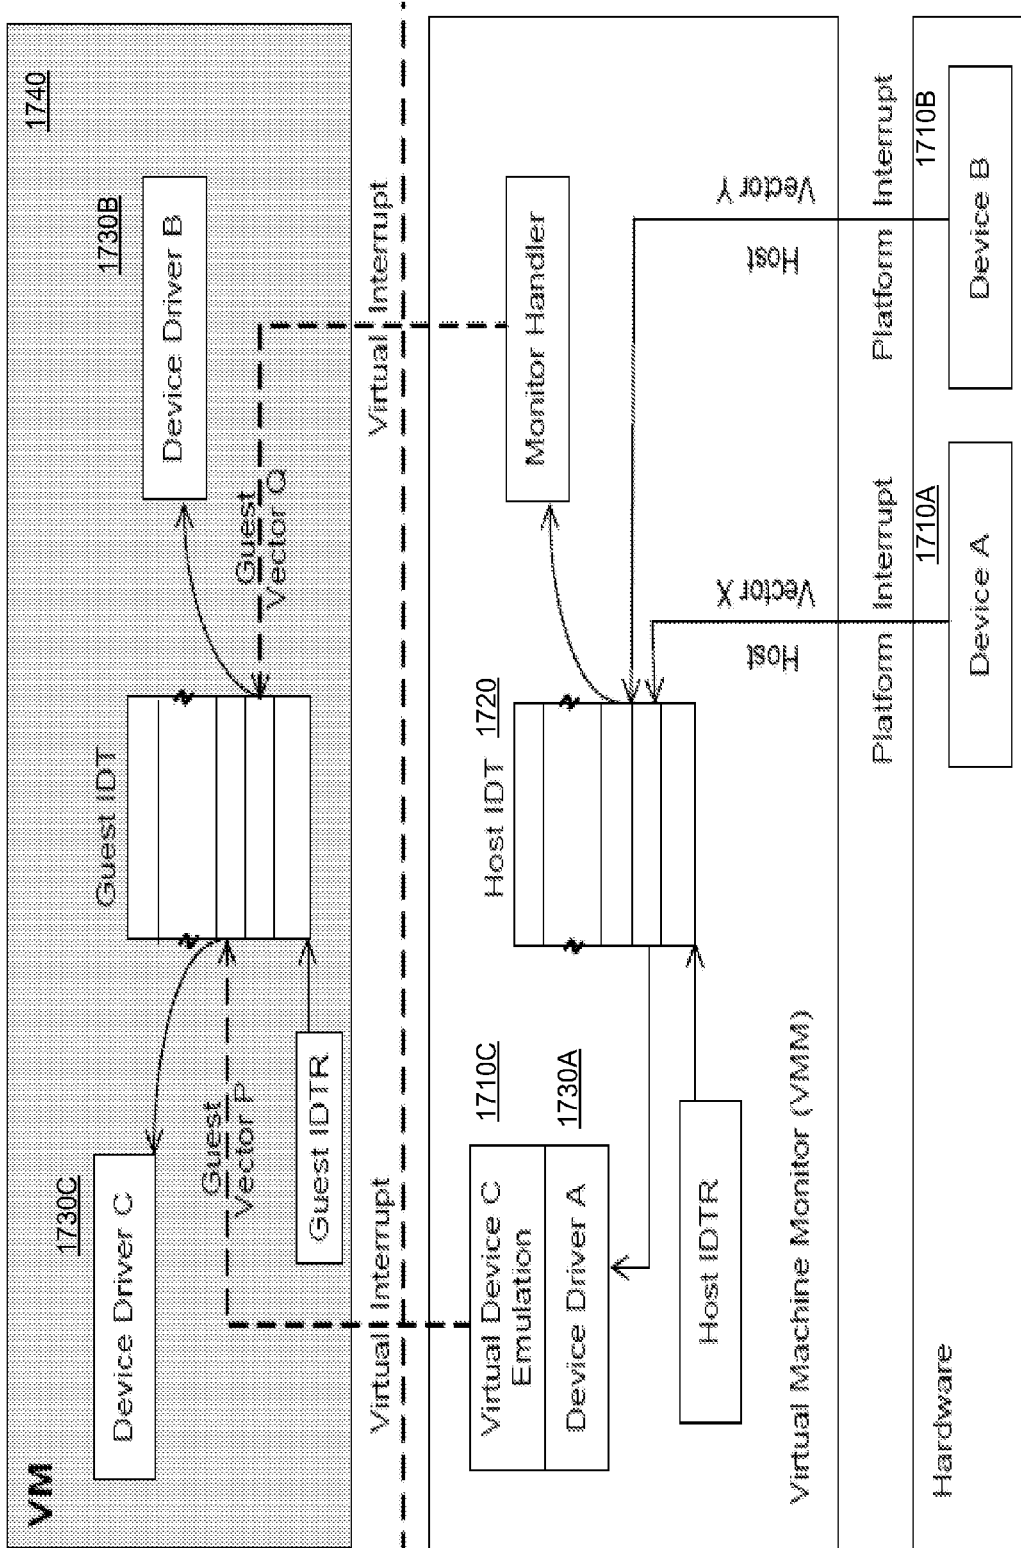 VM
1740
1730C
Device Driver C
Guest IDT
1730B
Device Driver B
Guest
Vector P
Guest
Vector Q
Guest IDTR
Virtual Interrupt
Virtual Interrupt
Virtual Device C
Emulation
1710C
Device Driver A
1730A
Host IDT
1720
Monitor Handler
Host IDTR
Host
Vector X
Host
Vector Y
Virtual Machine Monitor (VMM)
Platform Interrupt
Platform Interrupt
Hardware
1710A
Device A
1710B
Device B